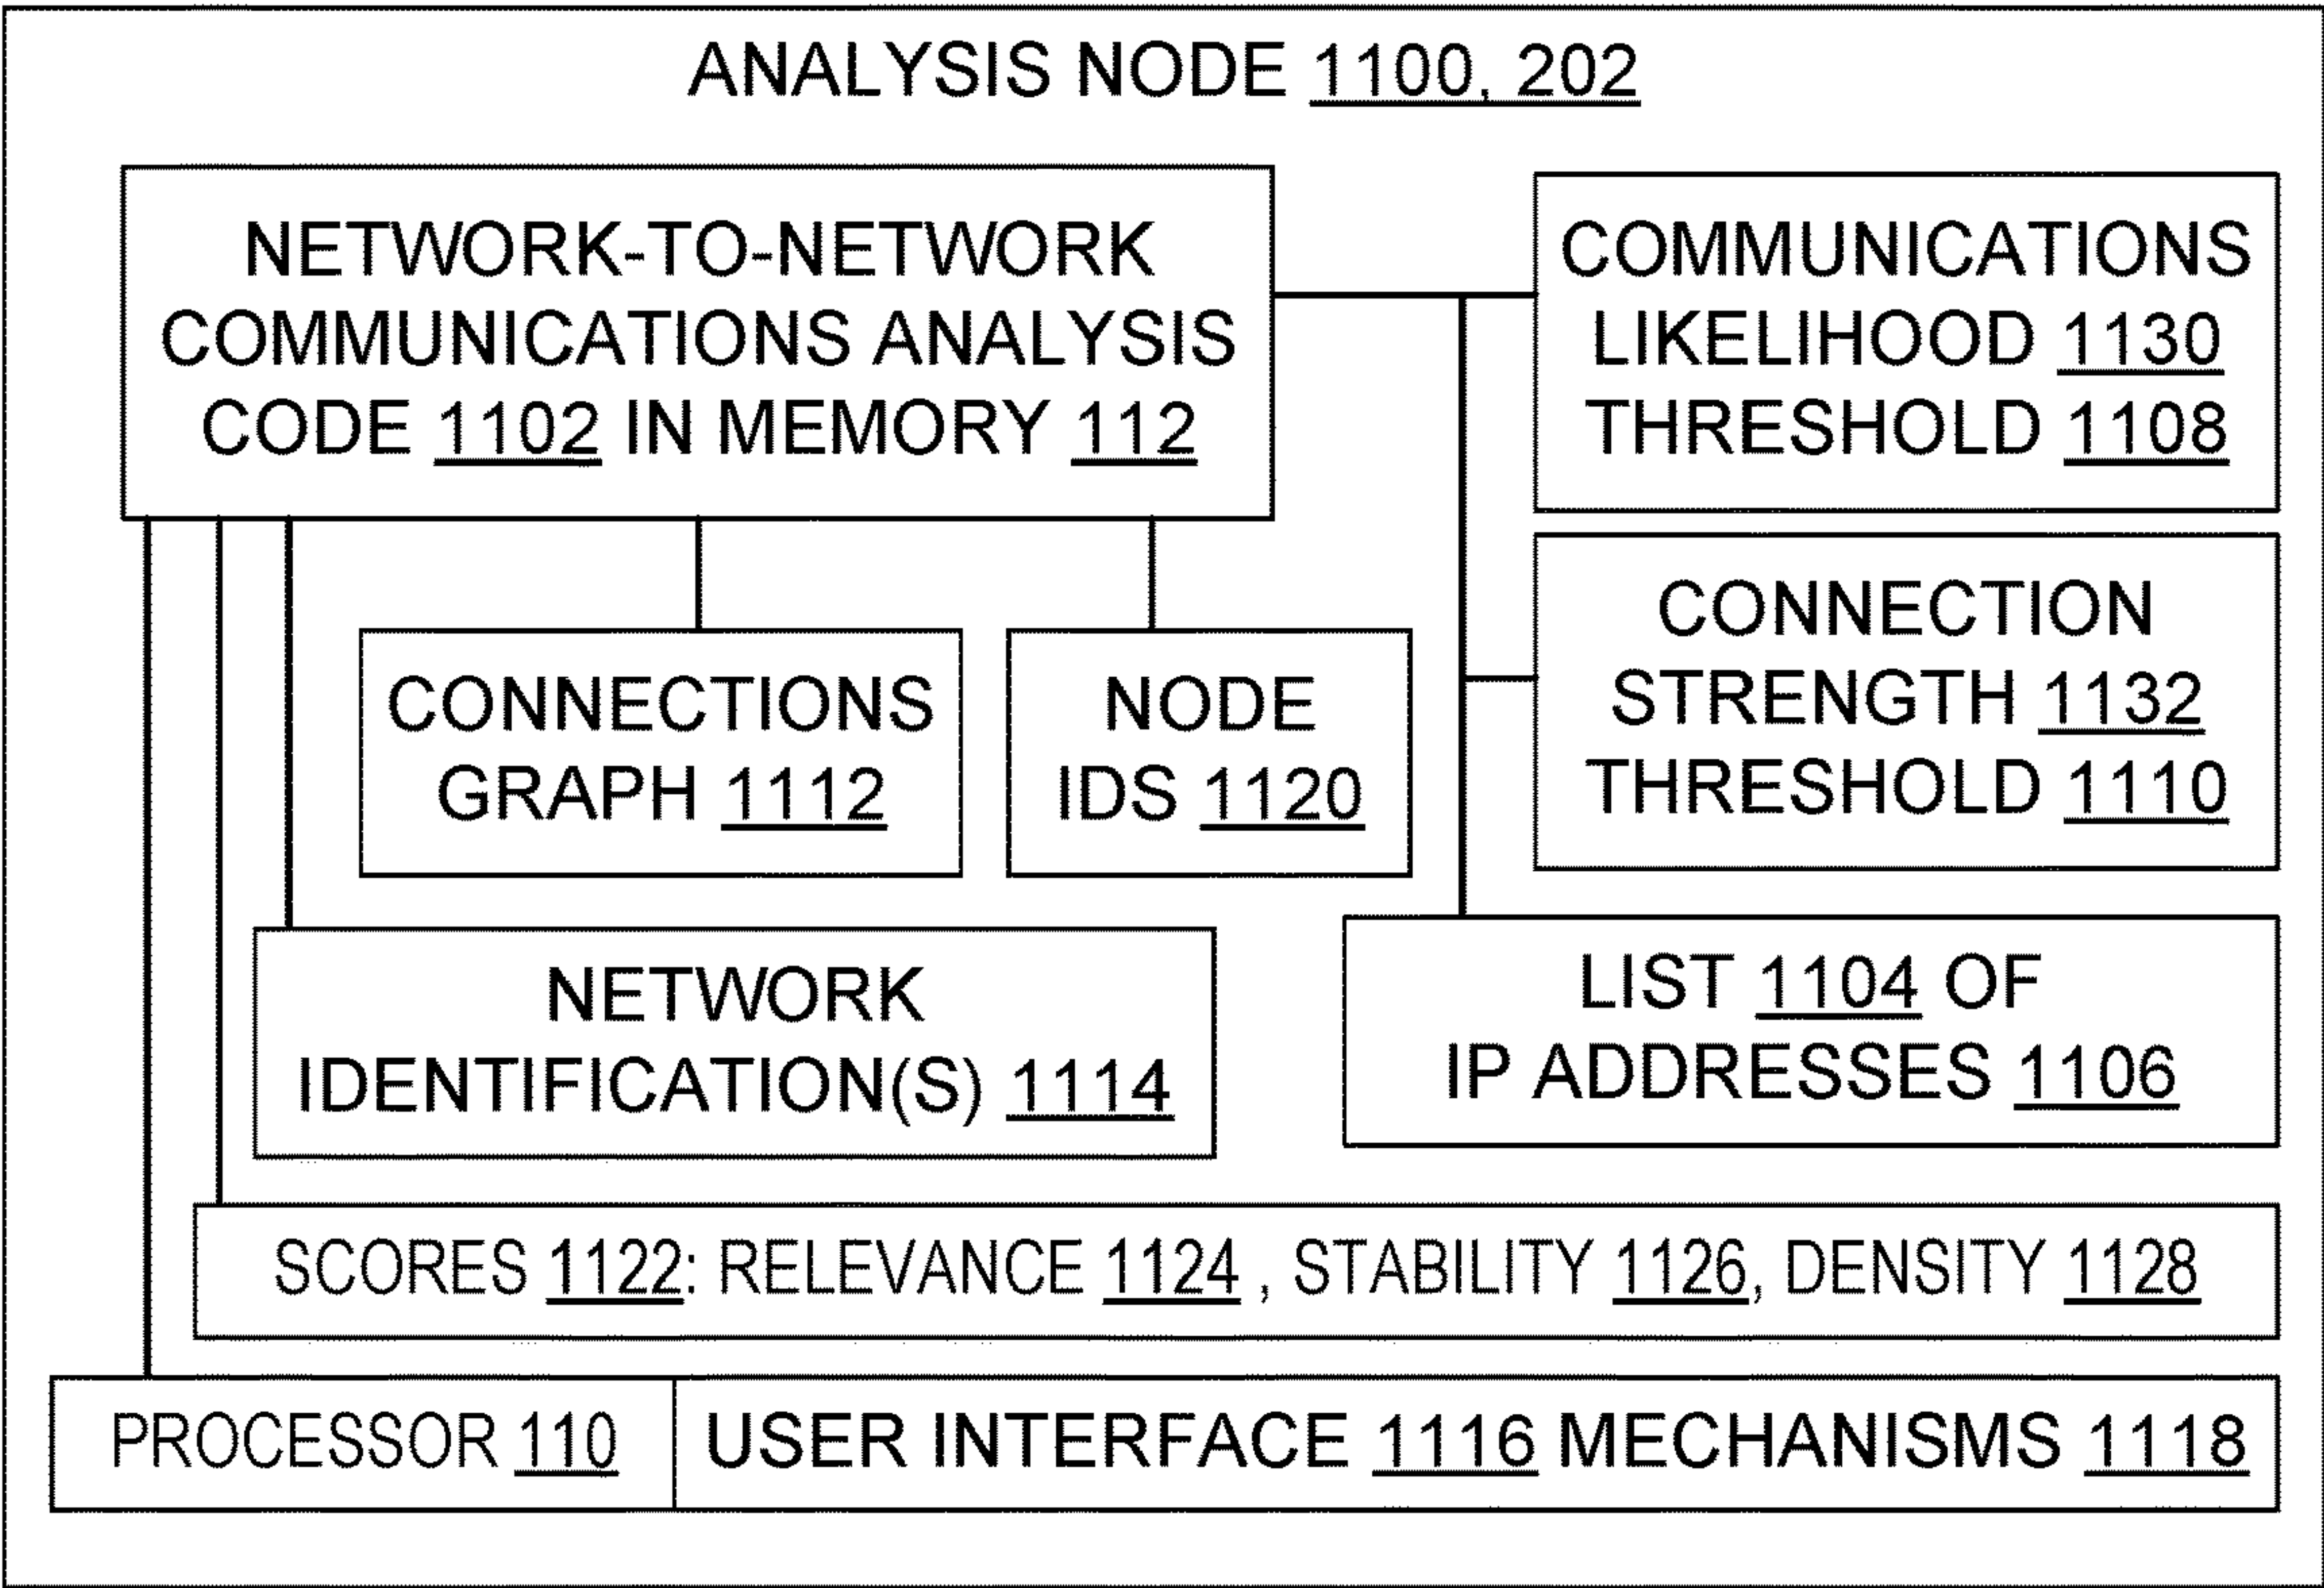 ANALYSIS NODE 1100, 202
NETWORK-TO-NETWORK
COMMUNICATIONS ANALYSIS
CODE 1102 IN MEMORY 112
COMMUNICATIONS
LIKELIHOOD 1130
THRESHOLD 1108
CONNECTION
STRENGTH 1132
THRESHOLD 1110
CONNECTIONS
GRAPH 1112
NODE
IDS 1120
NETWORK
IDENTIFICATION(S) 1114
LIST 1104 OF
IP ADDRESSES 1106
SCORES 1122: RELEVANCE 1124 , STABILITY 1126, DENSITY 1128
PROCESSOR 110
USER INTERFACE 1116 MECHANISMS 1118